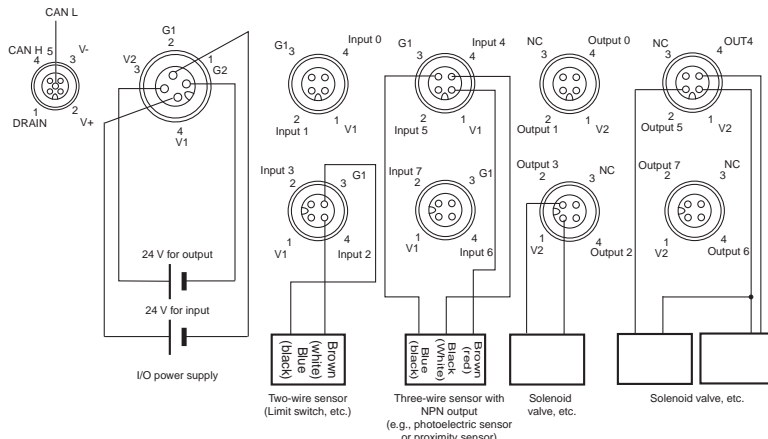 CAN L
CAN H
4
5
V-
3
1
DRAIN
2
V+
G1
2
V2
3
1
G2
4
V1
24 V for output
24 V for input
I/O power supply
G1
3
Input 0
4
2
Input 1
1
V1
Input 3
2
G1
3
1
V1
4
Input 2
Brown
(white)
Blue
(black)
Two-wire sensor
(Limit switch, etc.)
G1
3
Input 4
4
2
Input 5
1
V1
Input 7
2
G1
3
1
V1
4
Input 6
Brown
(red)
Black
(White)
Blue
(black)
Three-wire sensor with
NPN output
(e.g., photoelectric sensor
or proximity sensor)
NC
3
Output 0
4
2
Output 1
1
V2
Output 3
2
NC
3
1
V2
4
Output 2
Solenoid
valve, etc.
NC
3
OUT4
4
2
Output 5
1
V2
Output 7
2
NC
3
1
V2
4
Output 6
Solenoid valve, etc.